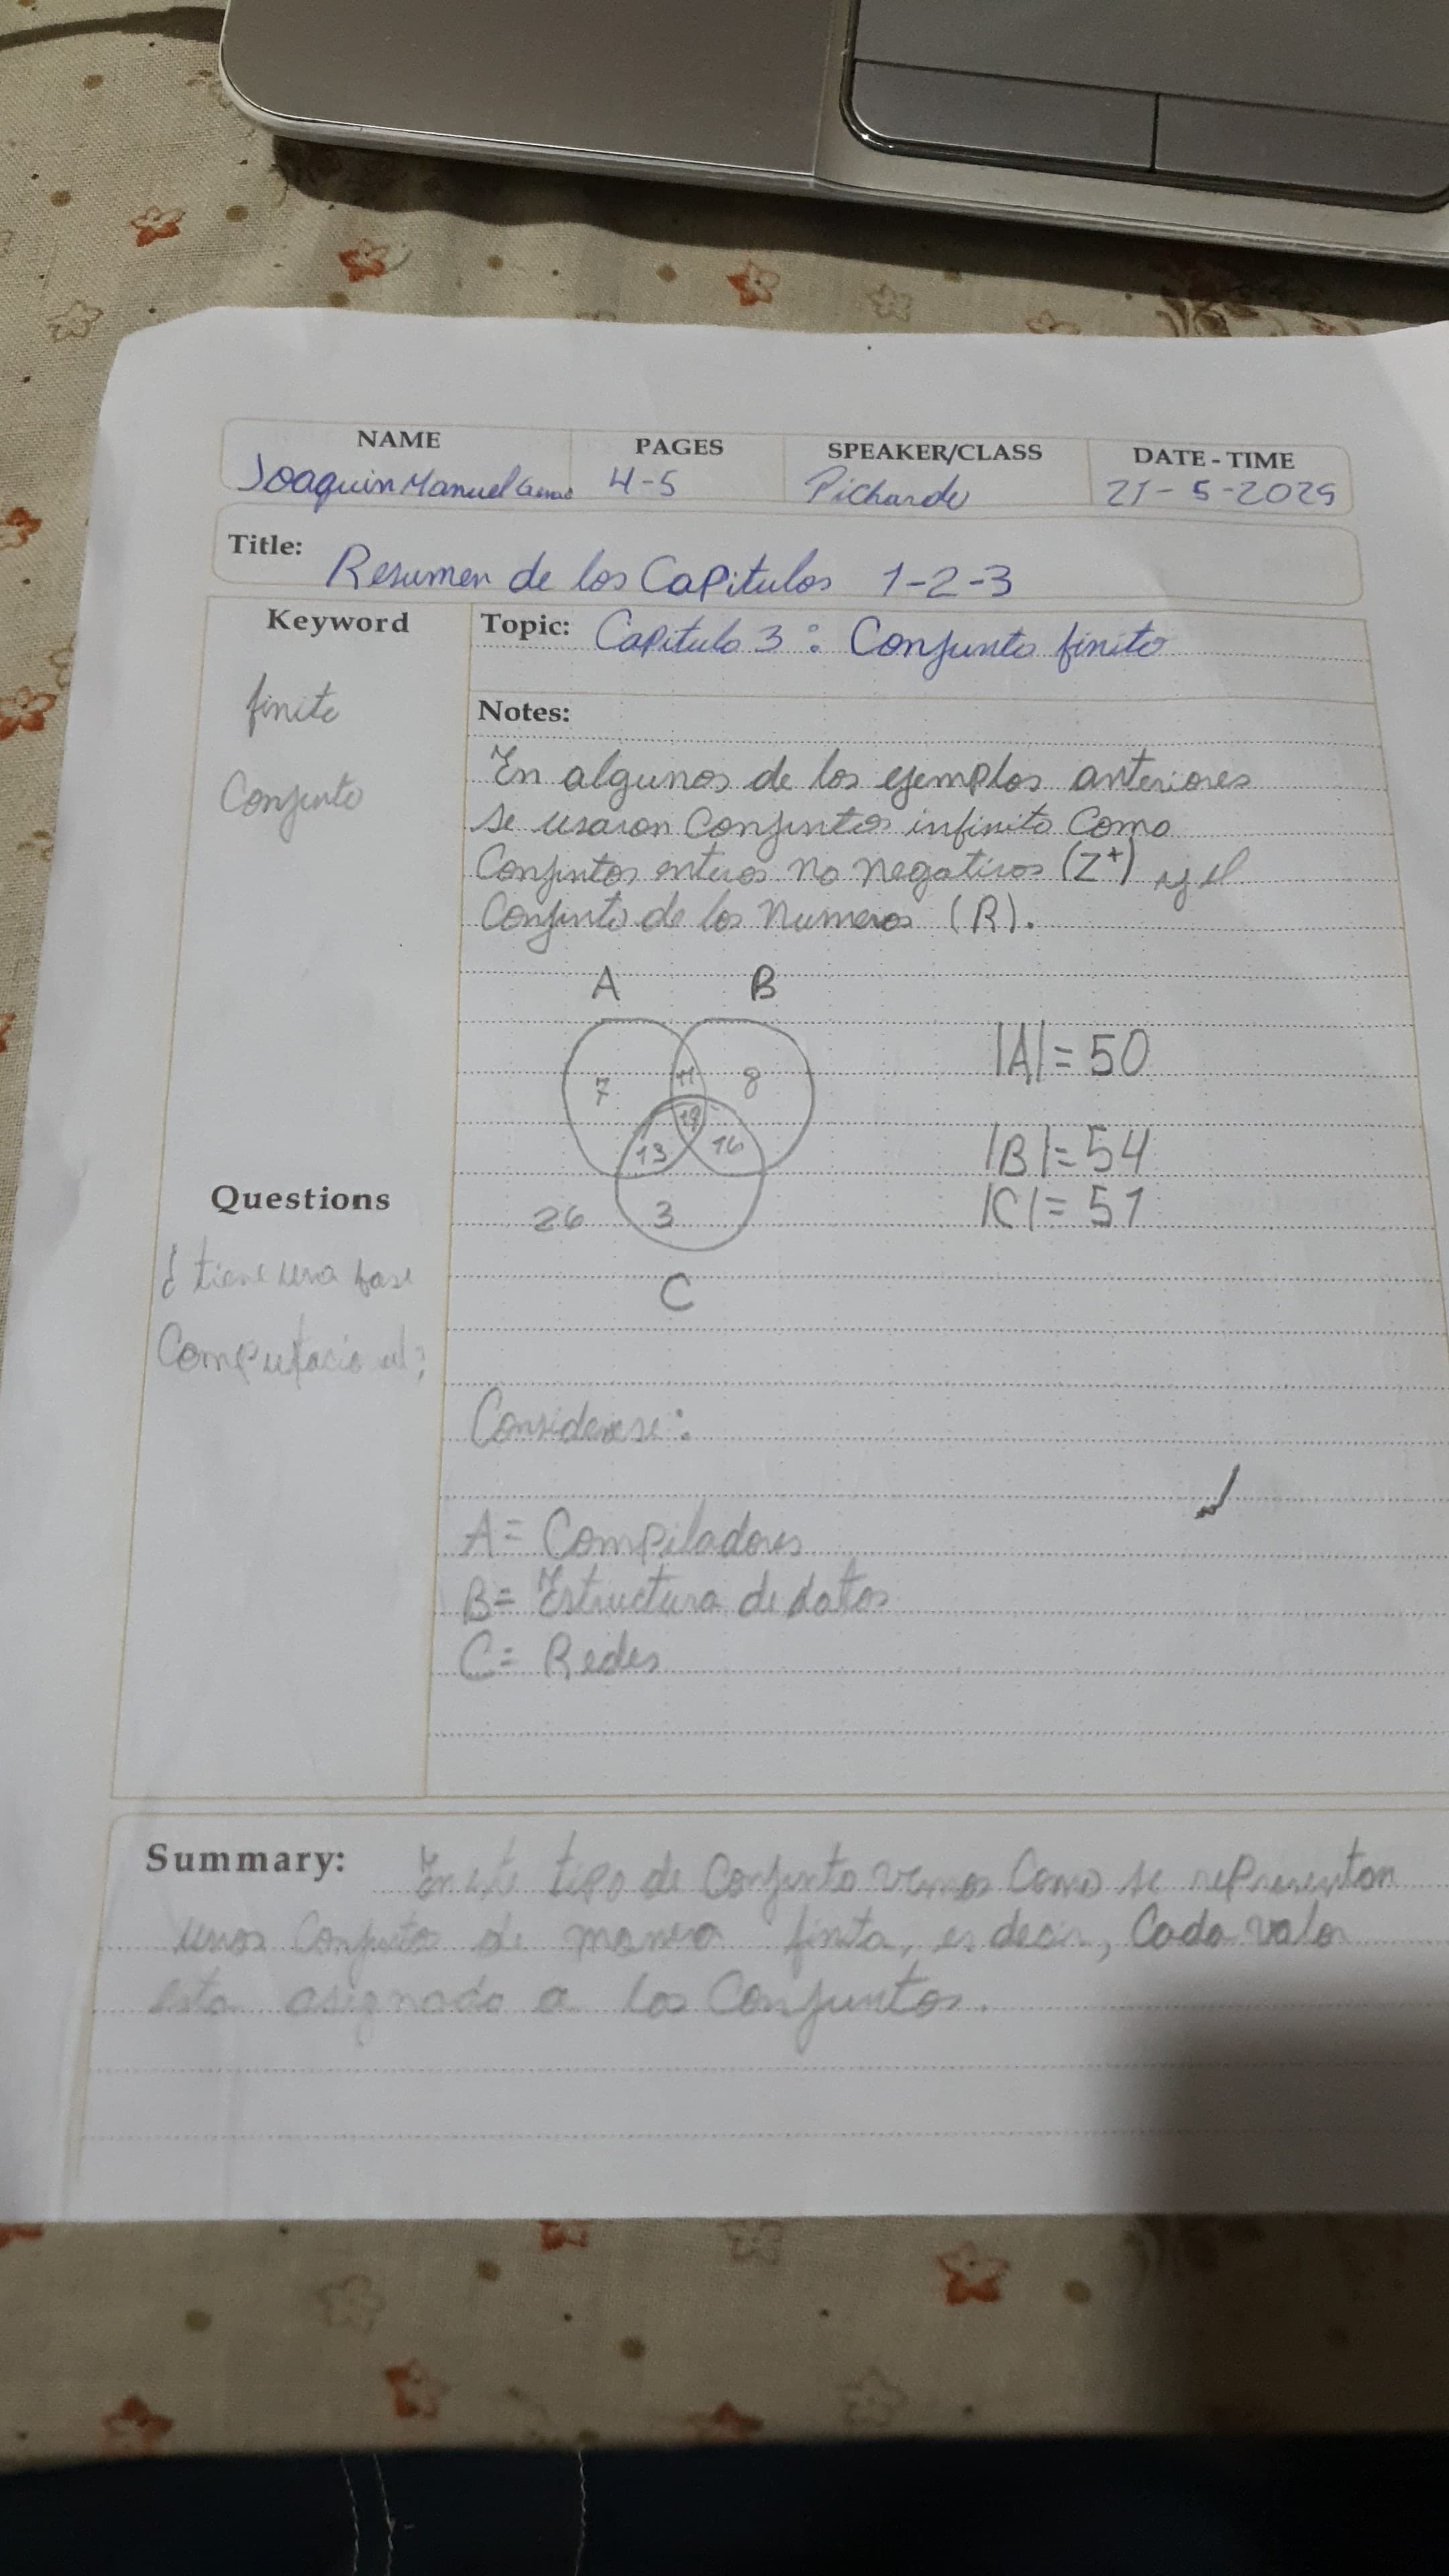 NAME PAGES SPEAKER/CLASS DATE - TIME
Joaquin Manuel 4-5 Pichardo 21-5-2025
Title: Resumen de los Capitulos 1-2-3
Keyword
finito
Conjunto
Topic: Capitulo 3: Conjunto finito
Notes:
En algunos de los ejemplos anteriores
se usaron Conjuntos infinito Como
Conjuntos enteros no negativos (Z+) y el
Conjunto de los Numeros (R).
A B
7 11 8
19
13 16
26 3
C
|A|= 50
|B|= 54
|C|= 51
Questions
¿ tiene una base
Computacional?
Considerese:
A= Compiladores
B= Estructura de datos
C= Redes
Summary: En este tipo de Conjunto vemos Como se representan
unos Conjuntos de manera finita, es decir, Cada valor
esta asignado a los Conjuntos.